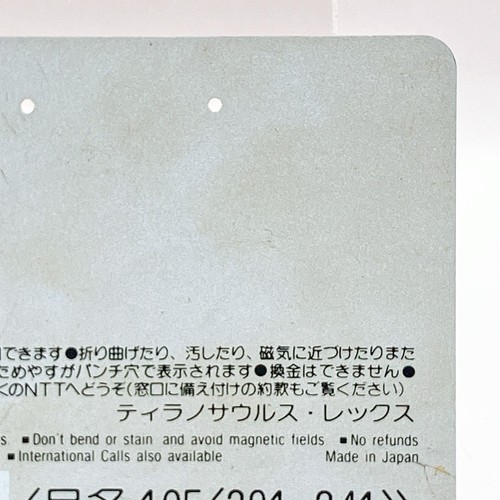 できます●折り曲げたり、汚したり、磁気に近づけたりまた
ためやすがパンチ穴で表示されます●換金はできません●
くのNTTへどうぞ(窓口に備え付けの約款もご覧ください)
ティラノサウルス・レックス
s. ■Don't bend or stain and avoid magnetic fields ■No refunds
■International Calls also available Made in Japan